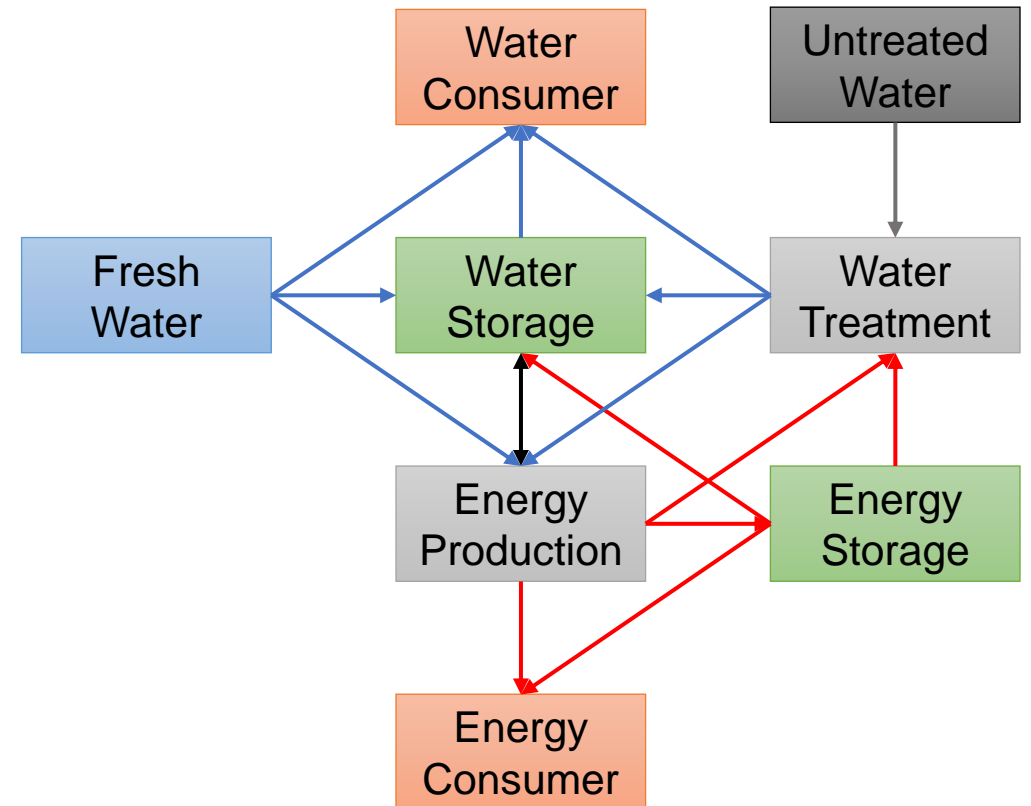 Water
Consumer
Untreated
Water
Fresh
Water
Water
Storage
Water
Treatment
Energy
Production
Energy
Storage
Energy
Consumer